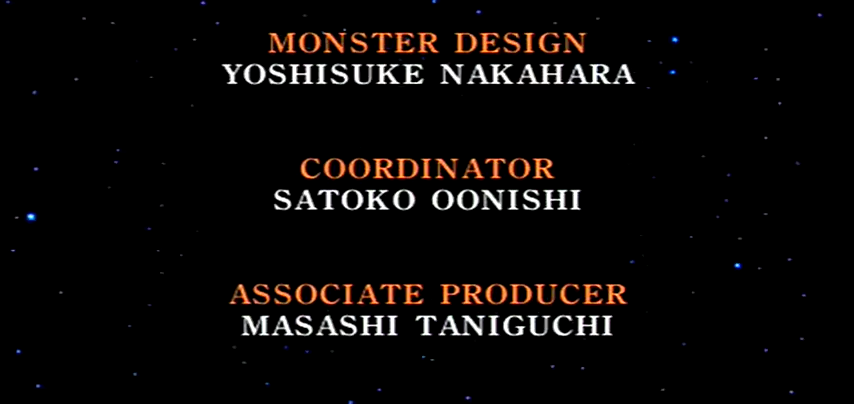 MONSTER DESIGN
YOSHISUKE NAKAHARA
COORDINATOR
SATOKO OONISHI
ASSOCIATE PRODUCER
MASASHI TANIGUCHI